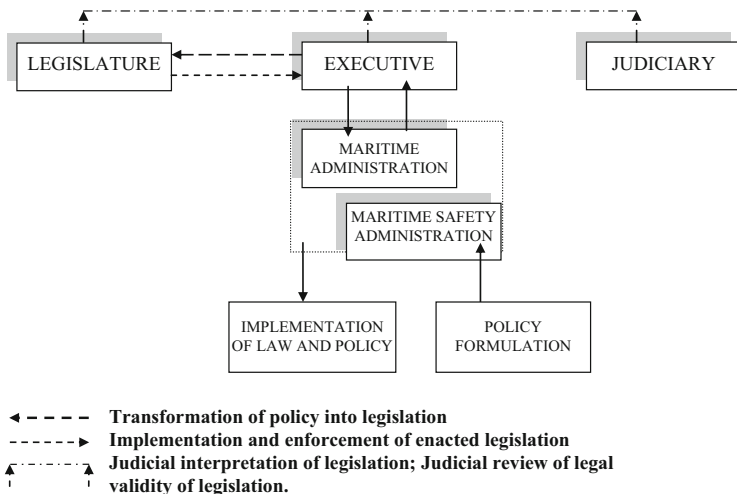 LEGISLATURE
EXECUTIVE
JUDICIARY
MARITIME
ADMINISTRATION
MARITIME SAFETY
ADMINISTRATION
IMPLEMENTATION
OF LAW AND POLICY
POLICY
FORMULATION
Transformation of policy into legislation
Implementation and enforcement of enacted legislation
Judicial interpretation of legislation; Judicial review of legal
validity of legislation.